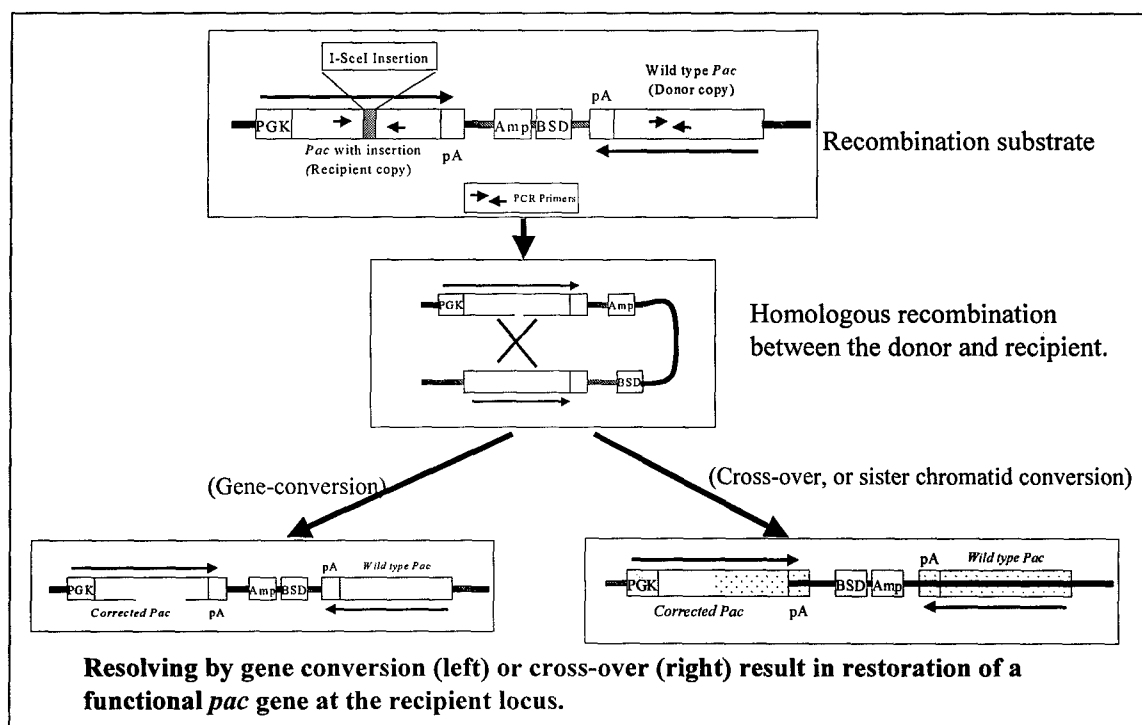 I-SceI Insertion
Wild type Pac
(Donor copy)
pA
PGK
Amp
BSD
Pac with insertion
(Recipient copy)
pA
Recombination substrate
PCR Primers
PGK
Amp
BSD
Homologous recombination
between the donor and recipient.
(Gene-conversion)
(Cross-over, or sister chromatid conversion)
pA
Wild type Pac
PGK
Amp
BSD
Corrected Pac
pA
pA
Wild type Pac
PGK
BSD
Amp
Corrected Pac
pA
Resolving by gene conversion (left) or cross-over (right) result in restoration of a
functional pac gene at the recipient locus.